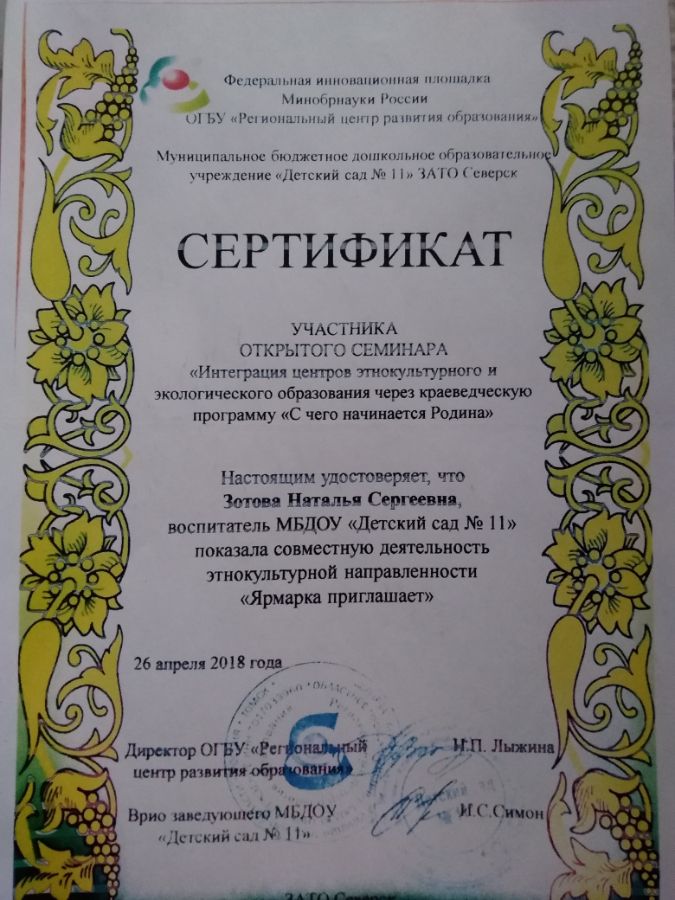 Федеральная инновационная площадка
Минобрнауки России
ОГБУ «Региональный центр развития образования»
Муниципальное бюджетное дошкольное образовательное
учреждение «Детский сад № 11» ЗАТО Северск
СЕРТИФИКАТ
УЧАСТНИКА
ОТКРЫТОГО СЕМИНАРА
«Интеграция центров этнокультурного и
экологического образования через краеведческую
программу «С чего начинается Родина»
Настоящим удостоверяет, что
Зотова Наталья Сергеевна,
воспитатель МБДОУ «Детский сад № 11»
показала совместную деятельность
этнокультурной направленности
«Ярмарка приглашает»
26 апреля 2018 года
Директор ОГБУ «Региональный
центр развития образования»
Н.П. Лыжина
Врио заведующего МБДОУ
«Детский сад № 11»
И.С.Симон
ЗАТО Северск